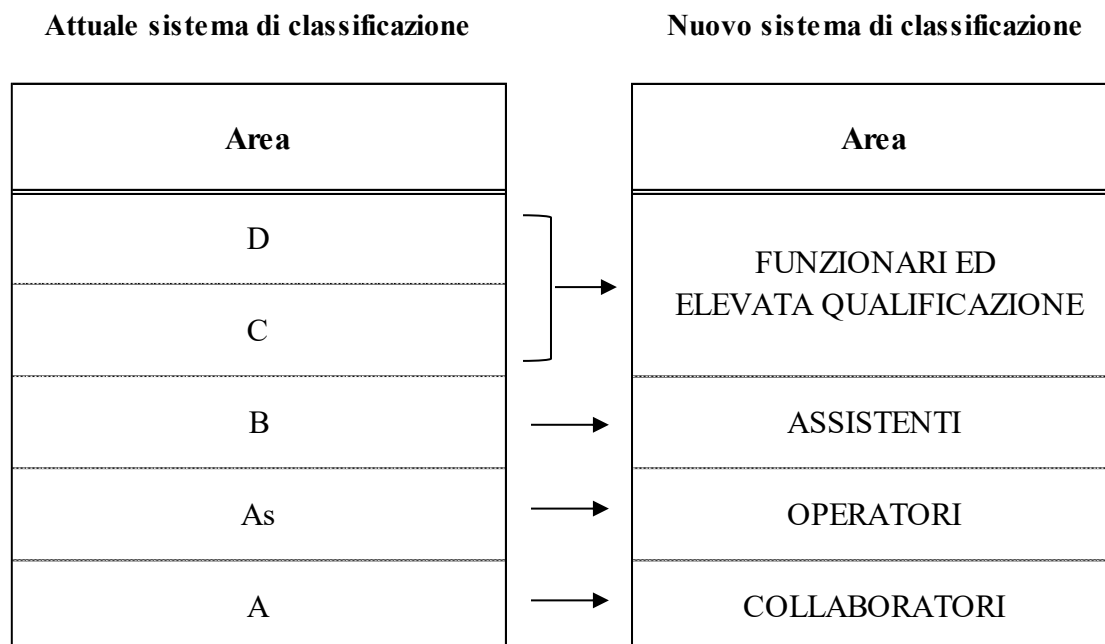 Attuale sistema di classificazione
Nuovo sistema di classificazione
Area
Area
D
C
FUNZIONARI ED
ELEVATA QUALIFICAZIONE
B
ASSISTENTI
As
OPERATORI
A
COLLABORATORI